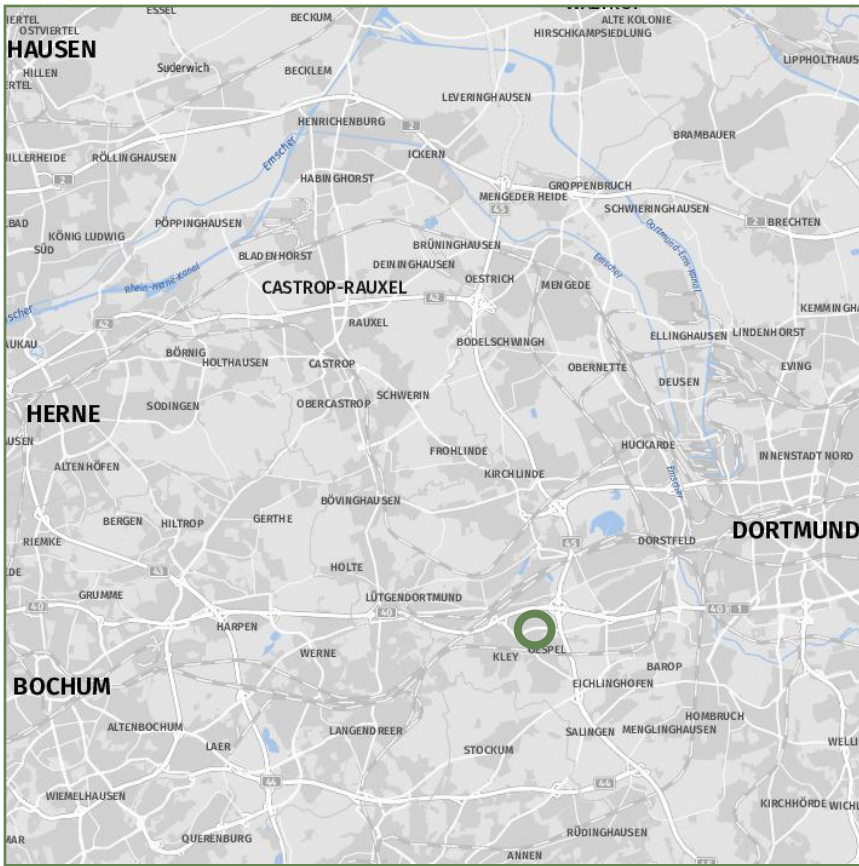 ESSEL
BECKUM
ALTE KOLONIE
OSTVIERTEL
HIRSCHKAMPSIEDLUNG
HAUSEN
LIPPHOLTHAUS
HILLEN
Suderwich
BECKLEM
LEVERINGHAUSEN
HENRICHENBURG
2
BRAMBAUER
ICKERN
Emscher
ILLERHEIDE
RÖLLINGHAUSEN
2
HABINGHORST
GROPPENBRUCH
MENGEDER HEIDE
45
SCHWIERINGHAUSEN
2
BRECHTEN
PÖPPINGHAUSEN
KÖNIG LUDWIG
SÜD
BLADENHORST
BRÜNINGHAUSEN
Dortmund-Ems-Kanal
Emscher
DEININGHAUSEN
OESTRICH
MENGEDE
Rhein-Herne-Kanal
CASTROP-RAUXEL
42
KEMMINGHA
42
RAUXEL
ELLINGHAUSEN
LINDENHORST
BODELSCHWINGH
BÖRNIG
HOLTHAUSEN
CASTROP
OBERNETTE
EVING
DEUSEN
SCHWERIN
HERNE
SODINGEN
OBERCASTROP
HUCKARDE
FROHLINDE
INNENSTADT NORD
ALTENHÖFEN
KIRCHLINDE
Emscher
BÖVINGHAUSEN
BERGEN
HILTROP
GERTHE
DORTMUND
RIEMKE
DORSTFELD
45
HOLTE
43
GRUMME
LÜTGENDORTMUND
40
40
40
1
HARPEN
WERNE
KLEY
OESPEL
BAROP
BOCHUM
EICHLINGHOFEN
HOMBRUCH
ALTENBOCHUM
LANGENDREER
SALINGEN
MENGLINGHAUSEN
LAER
STOCKUM
WELLI
44
44
WIEMELHAUSEN
KIRCHHÖRDE
WICHL
QUERENBURG
RÜDINGHAUSEN
ANNEN